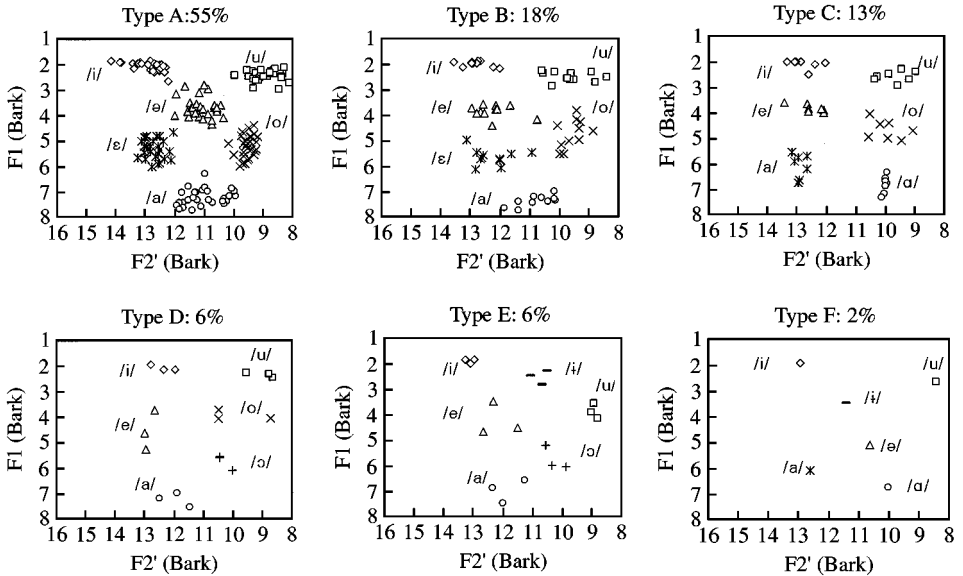 Type A:55%
Type B: 18%
Type C: 13%
F1 (Bark)
1
2
3
4
5
6
7
8
/i/
/u/
/e/
/o/
/ɛ/
/a/
16 15 14 13 12 11 10 9 8
F2' (Bark)
F1 (Bark)
1
2
3
4
5
6
7
8
/i/
/u/
/e/
/o/
/ɛ/
/a/
16 15 14 13 12 11 10 9 8
F2' (Bark)
F1 (Bark)
1
2
3
4
5
6
7
8
/i/
/u/
/e/
/o/
/a/
/ɑ/
16 15 14 13 12 11 10 9 8
F2' (Bark)
Type D: 6%
Type E: 6%
Type F: 2%
F1 (Bark)
1
2
3
4
5
6
7
8
/i/
/u/
/e/
/o/
/ɔ/
/a/
16 15 14 13 12 11 10 9 8
F2' (Bark)
F1 (Bark)
1
2
3
4
5
6
7
8
/i/
/ɨ/
/u/
/e/
/ɔ/
/a/
16 15 14 13 12 11 10 9 8
F2' (Bark)
F1 (Bark)
1
2
3
4
5
6
7
8
/i/
/u/
/ɨ/
/ə/
/a/
/ɑ/
16 15 14 13 12 11 10 9 8
F2' (Bark)